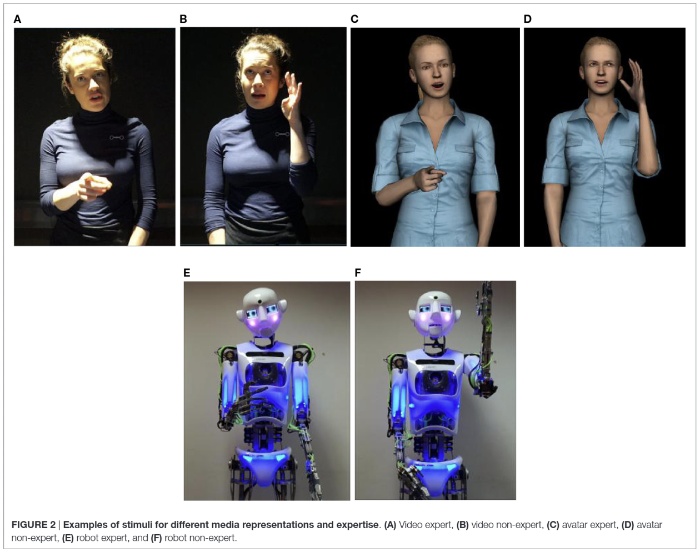 A
B
C
D
E
F
FIGURE 2 | Examples of stimuli for different media representations and expertise. (A) Video expert, (B) video non-expert, (C) avatar expert, (D) avatar
non-expert, (E) robot expert, and (F) robot non-expert.